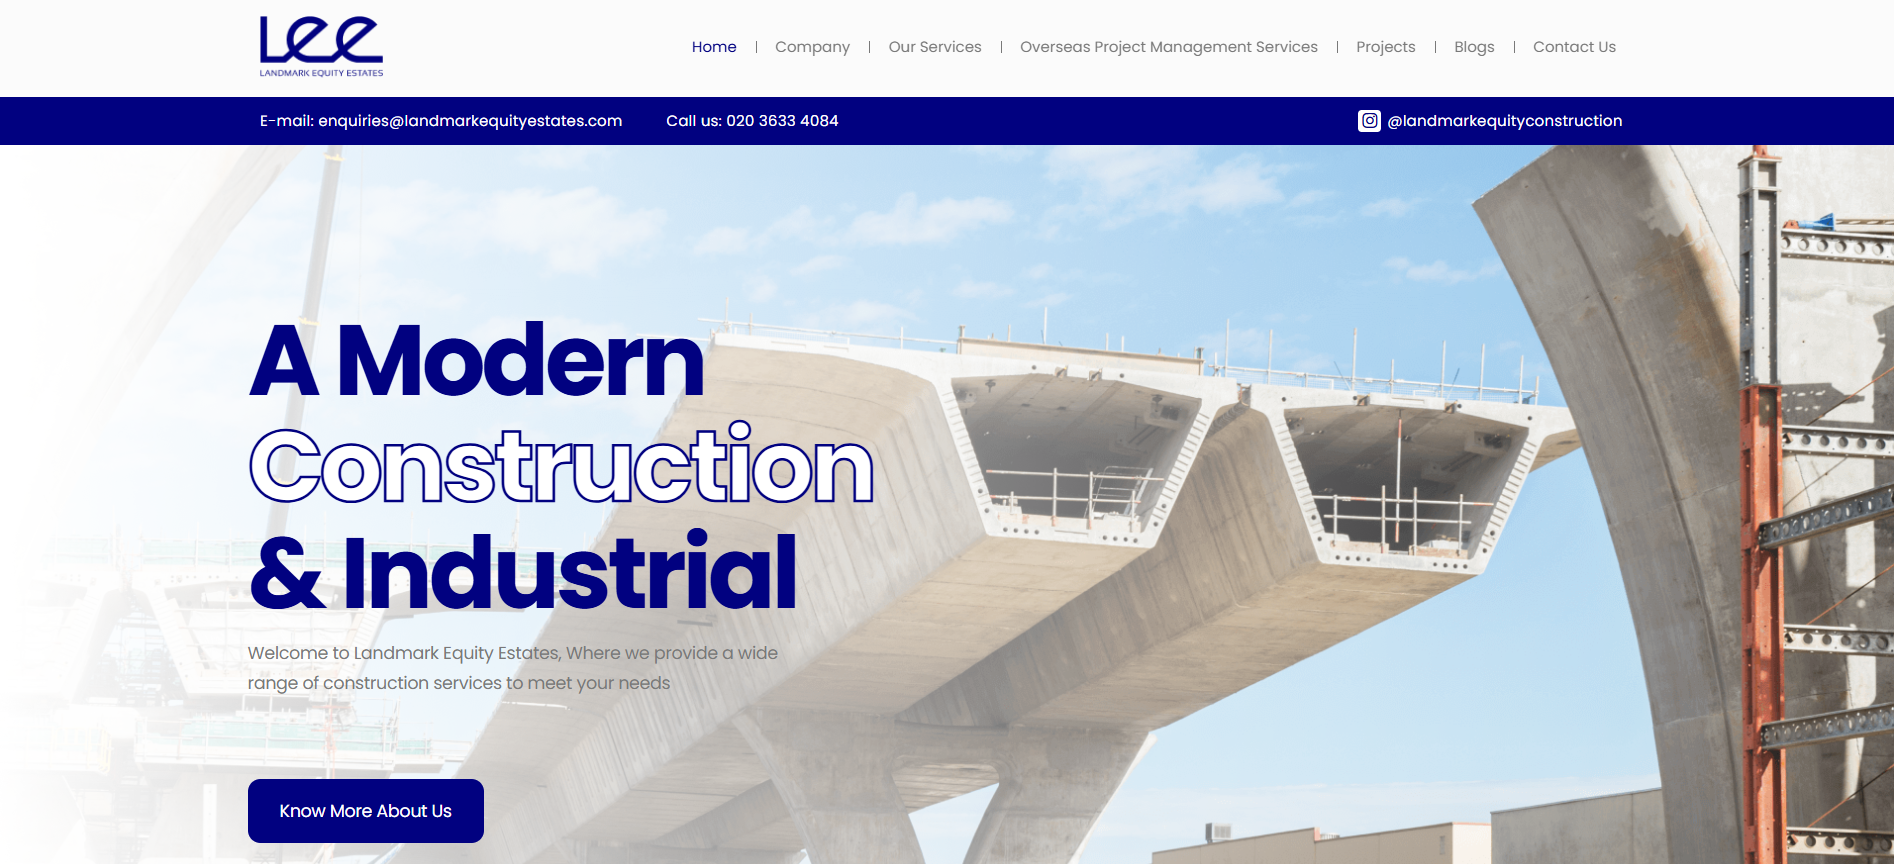 Lee
LANDMARK EQUITY ESTATES
Home
Company
Our Services
Overseas Project Management Services
Projects
Blogs
Contact Us
E-mail: enquiries@landmarkequityestates.com
Call us: 020 3633 4084
@landmarkequityconstruction
A Modern
Construction
& Industrial
Welcome to Landmark Equity Estates, Where we provide a wide
range of construction services to meet your needs
Know More About Us